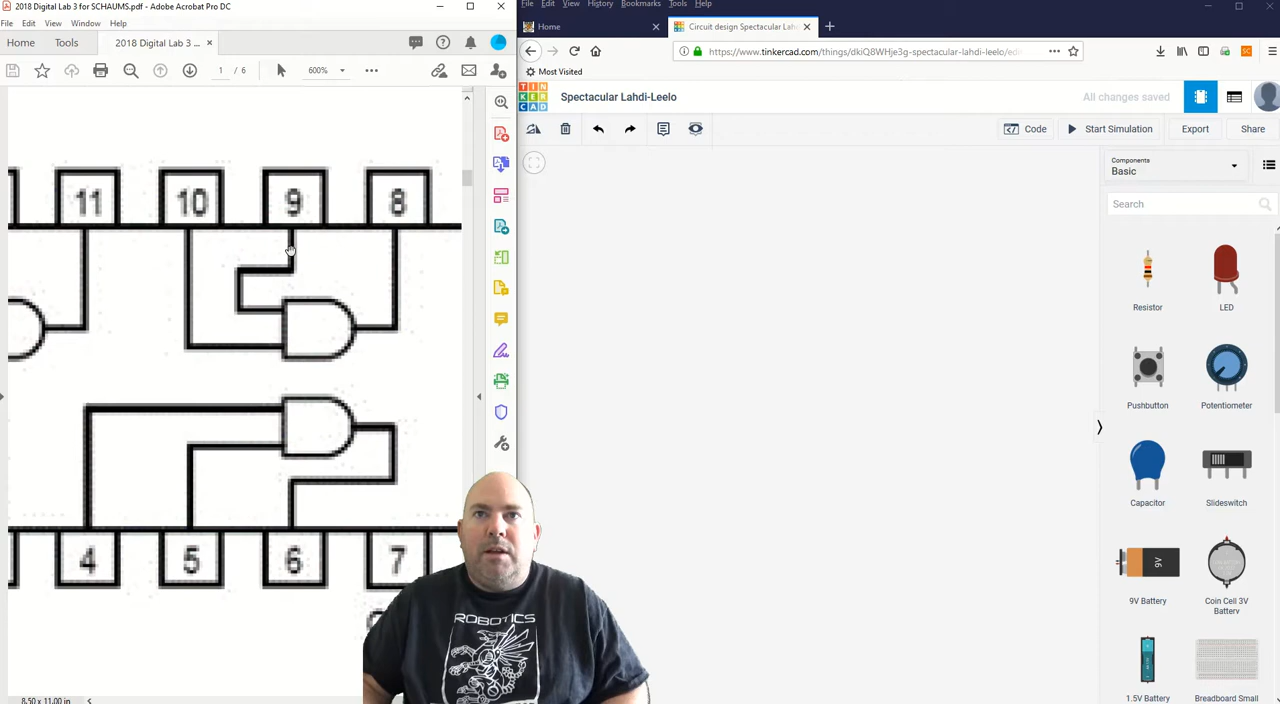 2018 Digital Lab 3 for SCHAUMS.pdf - Adobe Acrobat Pro DC
File Edit View Window Help
Home Tools 2018 Digital Lab 3 ... ×
1 / 6 600%
11 10 9 8
4 5 6 7
8.50 x 11.00 in
ROBOTICS
File Edit View History Bookmarks Tools Help
Home Circuit design Spectacular Lah
https://www.tinkercad.com/things/dkiQ8WHje3g-spectacular-lahdi-leelo/ed
Most Visited
TIN
KER
CAD
Spectacular Lahdi-Leelo
All changes saved
Code Start Simulation Export Share
Components
Basic
Search
Resistor LED
Pushbutton Potentiometer
Capacitor Slideswitch
9V
9V Battery Coin Cell 3V
Battery
1.5V Battery Breadboard Small